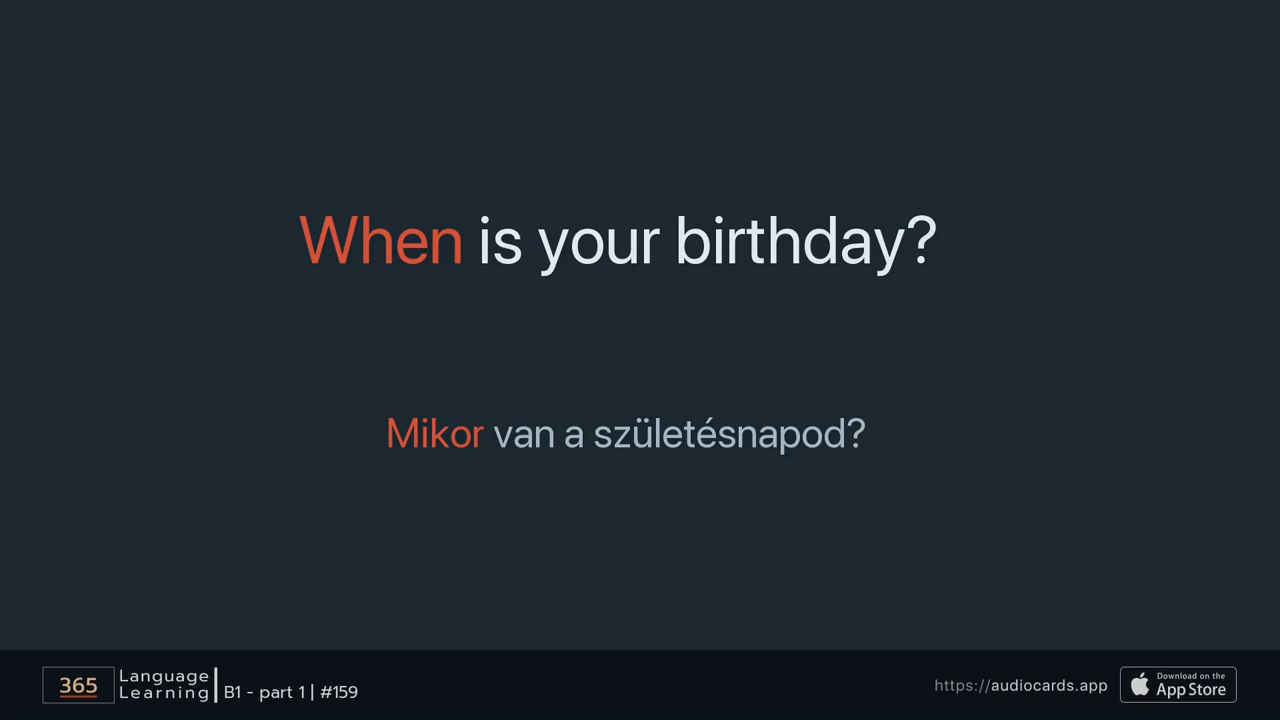 When is your birthday?
Mikor van a születésnapod?
365
Language
Learning
B1 - part 1 | #159
https://audiocards.app
Download on the
App Store